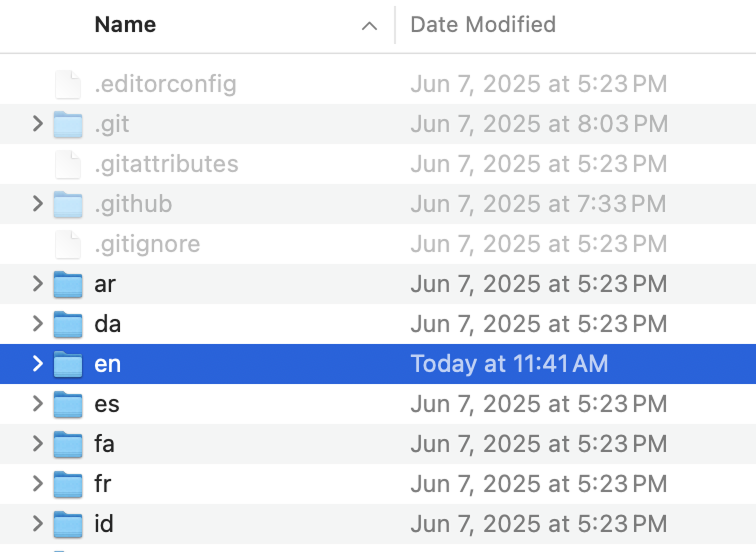 Name Date Modified
.editorconfig Jun 7, 2025 at 5:23 PM
.git Jun 7, 2025 at 8:03 PM
.gitattributes Jun 7, 2025 at 5:23 PM
.github Jun 7, 2025 at 7:33 PM
.gitignore Jun 7, 2025 at 5:23 PM
ar Jun 7, 2025 at 5:23 PM
da Jun 7, 2025 at 5:23 PM
en Today at 11:41 AM
es Jun 7, 2025 at 5:23 PM
fa Jun 7, 2025 at 5:23 PM
fr Jun 7, 2025 at 5:23 PM
id Jun 7, 2025 at 5:23 PM